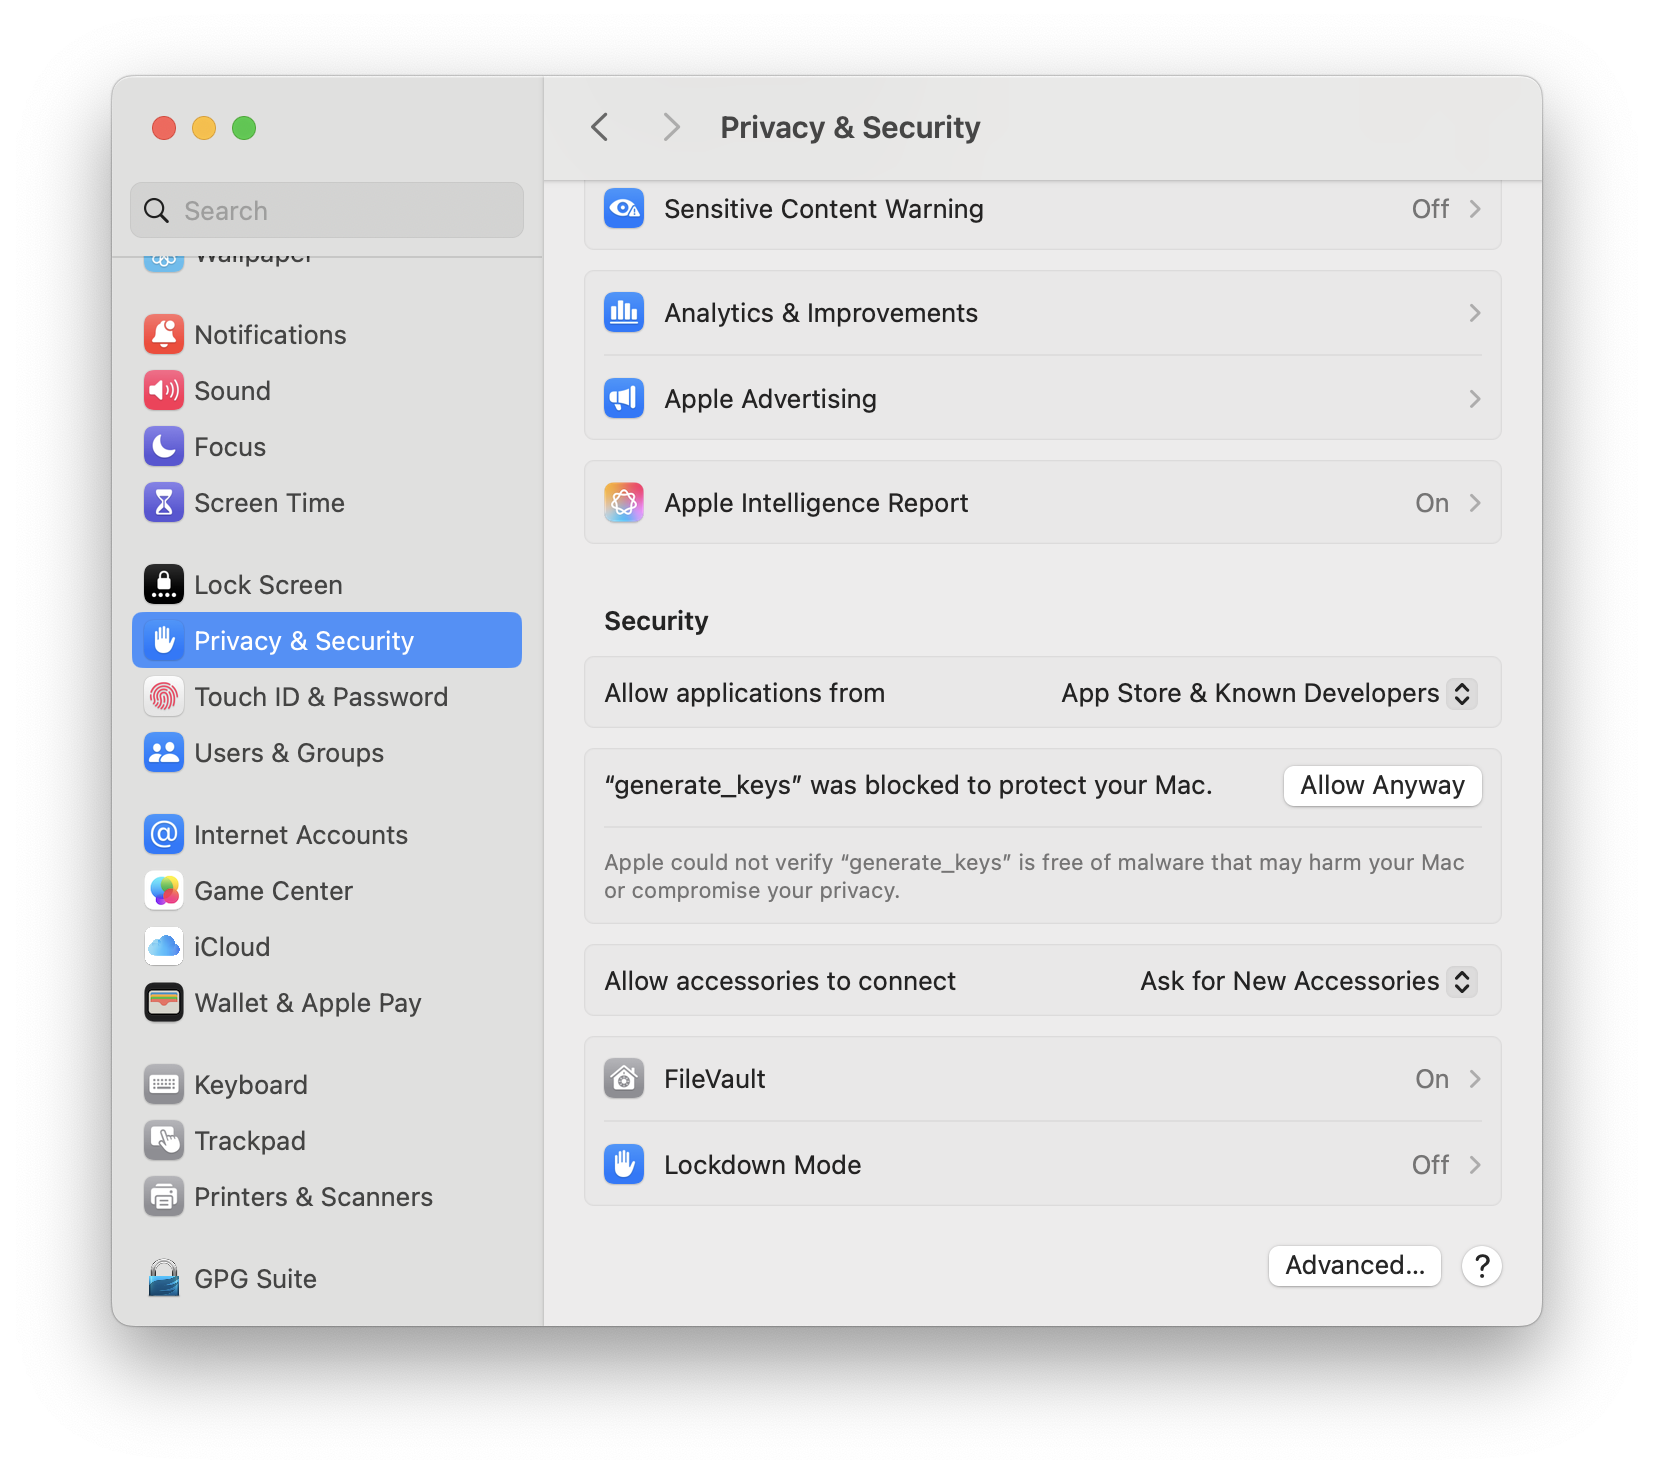 Privacy & Security
Search
Wallpaper
Notifications
Sound
Focus
Screen Time
Lock Screen
Privacy & Security
Touch ID & Password
Users & Groups
Internet Accounts
Game Center
iCloud
Wallet & Apple Pay
Keyboard
Trackpad
Printers & Scanners
GPG Suite
Sensitive Content Warning Off
Analytics & Improvements
Apple Advertising
Apple Intelligence Report On
Security
Allow applications from App Store & Known Developers
“generate_keys” was blocked to protect your Mac. Allow Anyway
Apple could not verify “generate_keys” is free of malware that may harm your Mac
or compromise your privacy.
Allow accessories to connect Ask for New Accessories
FileVault On
Lockdown Mode Off
Advanced... ?